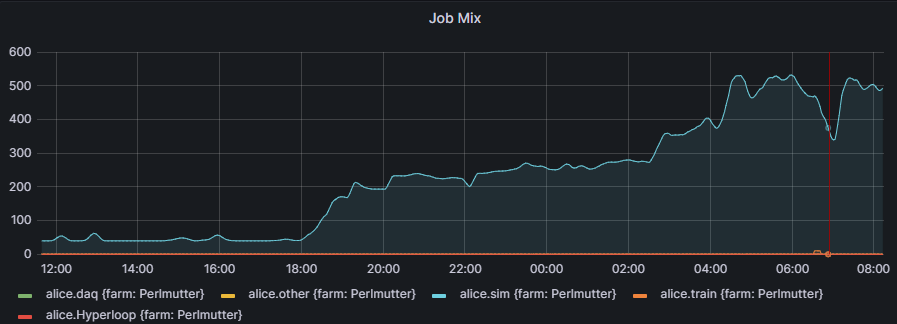 Job Mix
600
500
400
300
200
100
0
12:00 14:00 16:00 18:00 20:00 22:00 00:00 02:00 04:00 06:00 08:00
alice.daq {farm: Perlmutter} alice.other {farm: Perlmutter} alice.sim {farm: Perlmutter} alice.train {farm: Perlmutter}
alice.Hyperloop {farm: Perlmutter}